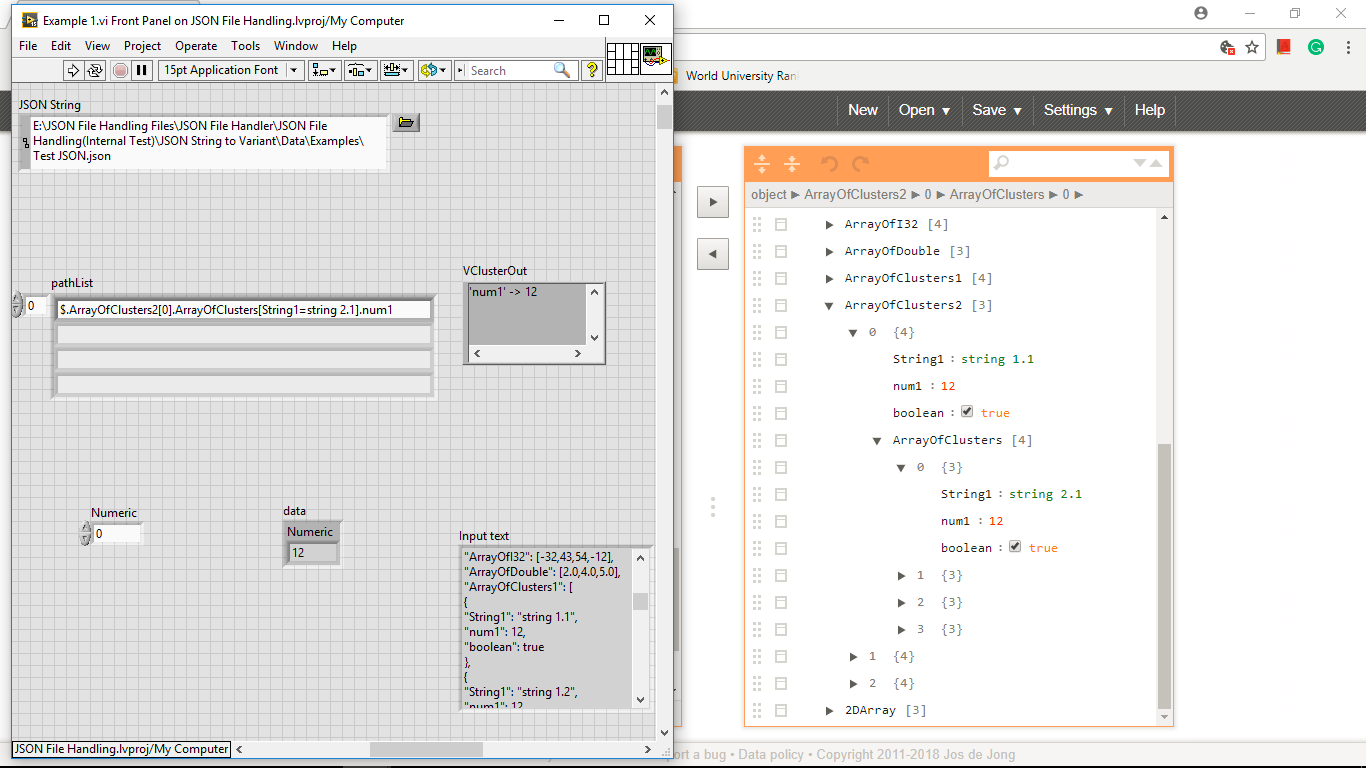 Example 1.vi Front Panel on JSON File Handling.lvproj/My Computer
File Edit View Project Operate Tools Window Help
15pt Application Font
Search
?
JSON String
E:\JSON File Handling Files\JSON File Handler\JSON File
Handling(Internal Test)\JSON String to Variant\Data\Examples\
Test JSON.json
pathList
0
$.ArrayOfClusters2[0].ArrayOfClusters[String1=string 2.1].num1
VClusterOut
'num1' -> 12
Numeric
0
data
Numeric
12
Input text
"ArrayOfI32": [-32,43,54,-12],
"ArrayOfDouble": [2.0,4.0,5.0],
"ArrayOfClusters1": [
{
"String1": "string 1.1",
"num1": 12,
"boolean": true
},
{
"String1": "string 1.2",
"num1": 12
JSON File Handling.lvproj/My Computer
World University Ran
New Open ▼ Save ▼ Settings ▼ Help
object ► ArrayOfClusters2 ► 0 ► ArrayOfClusters ► 0 ►
ArrayOfI32 [4]
ArrayOfDouble [3]
ArrayOfClusters1 [4]
ArrayOfClusters2 [3]
0 {4}
String1 : string 1.1
num1 : 12
boolean : true
ArrayOfClusters [4]
0 {3}
String1 : string 2.1
num1 : 12
boolean : true
1 {3}
2 {3}
3 {3}
1 {4}
2 {4}
2DArray [3]
ort a bug • Data policy • Copyright 2011-2018 Jos de Jong